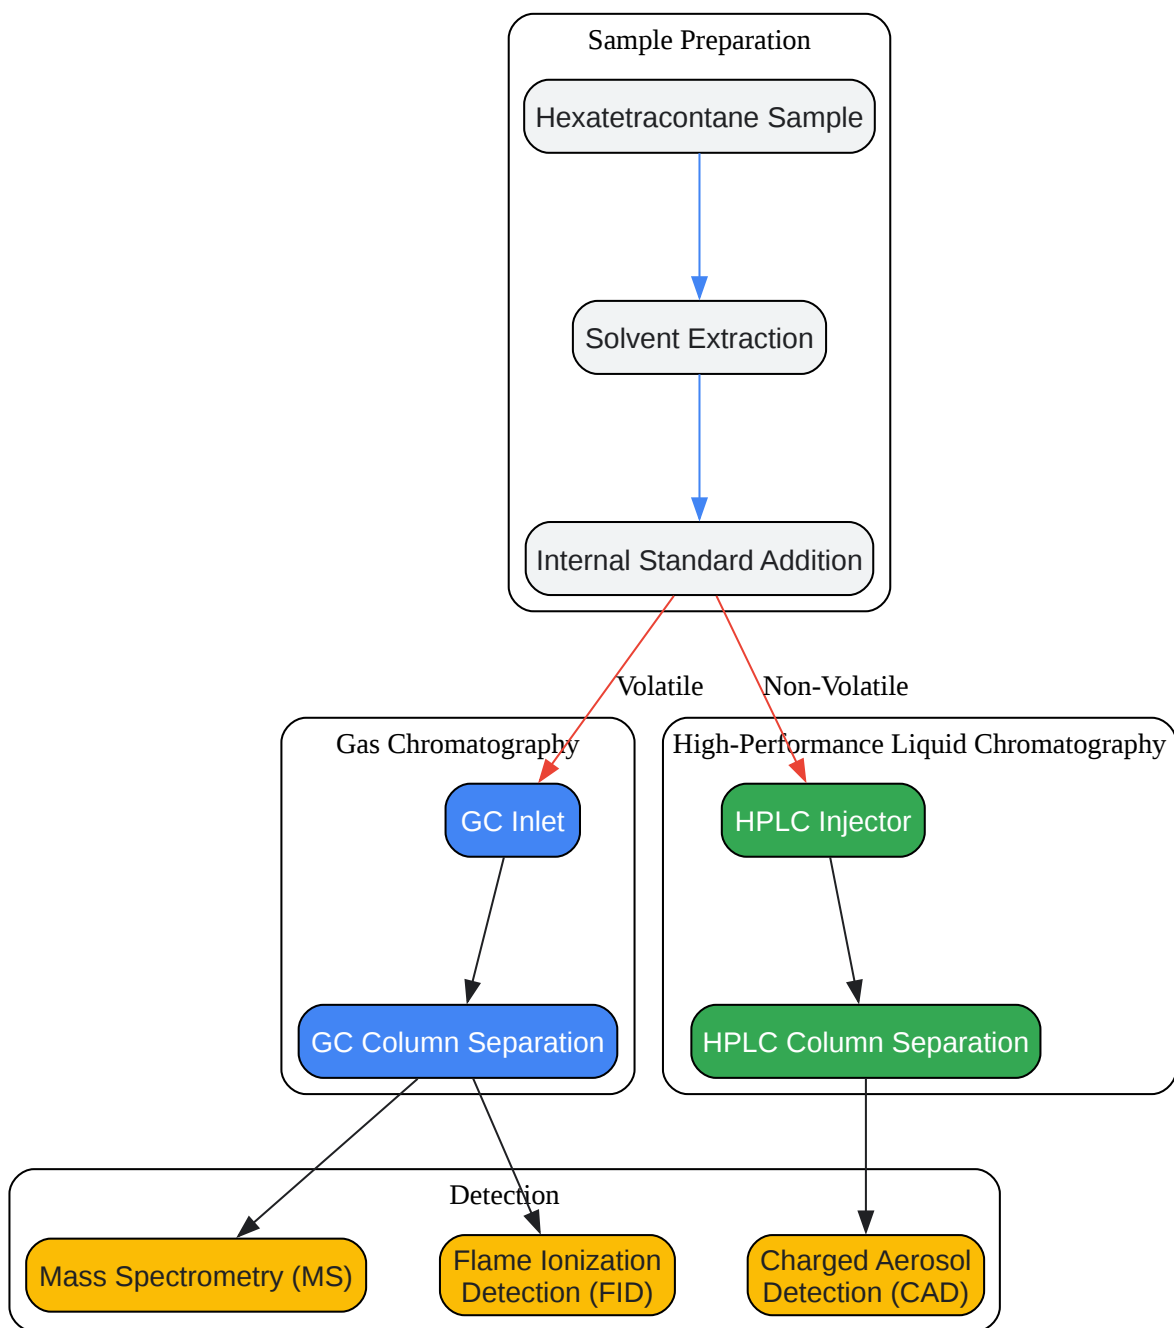 Sample Preparation
Hexatetracontane Sample
Solvent Extraction
Internal Standard Addition
Volatile
Non-Volatile
Gas Chromatography
High-Performance Liquid Chromatography
GC Inlet
HPLC Injector
GC Column Separation
HPLC Column Separation
Detection
Mass Spectrometry (MS)
Flame Ionization
Detection (FID)
Charged Aerosol
Detection (CAD)